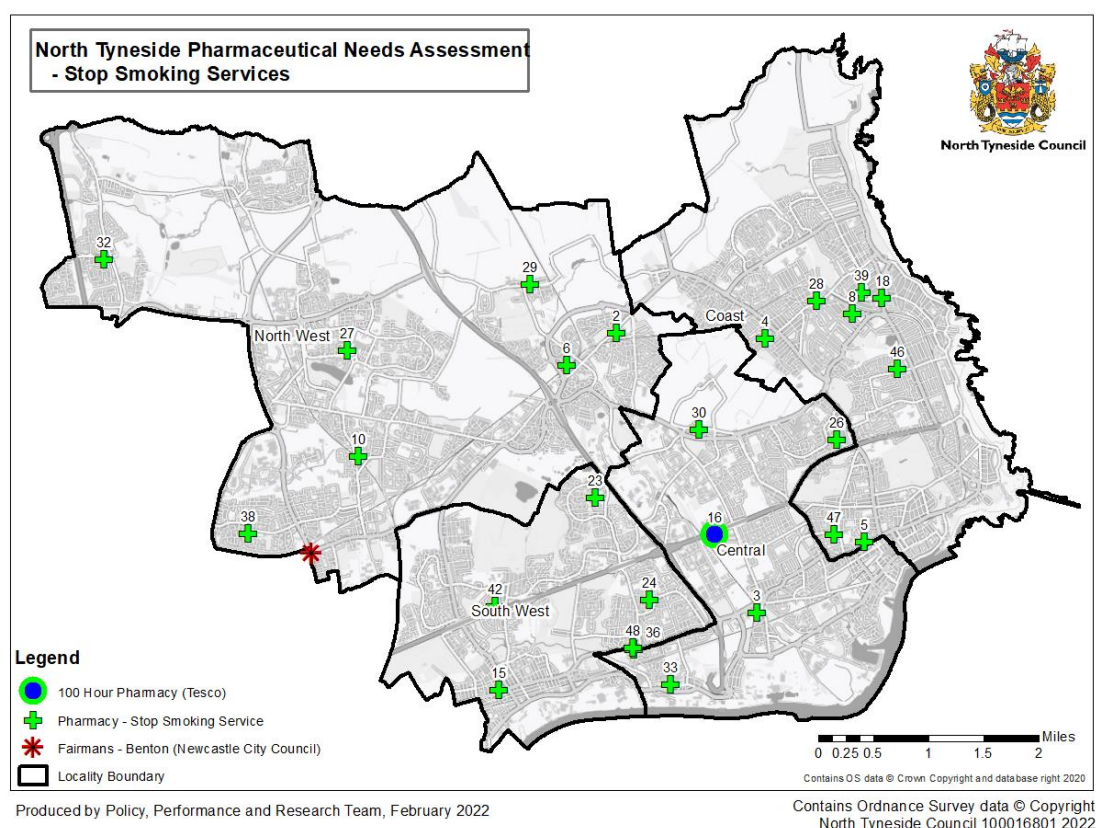 North Tyneside Pharmaceutical Needs Assessment
- Stop Smoking Services
North Tyneside Council
32
29
2
28
39
18
8
Coast
4
North West
27
6
46
30
26
10
23
16
47
5
38
Central
42
24
3
South West
48
36
33
15
Legend
100 Hour Pharmacy (Tesco)
Pharmacy - Stop Smoking Service
Fairmans - Benton (Newcastle City Council)
Locality Boundary
Miles
0 0.25 0.5 1 1.5 2
Contains OS data © Crown Copyright and database right 2020
Produced by Policy, Performance and Research Team, February 2022
Contains Ordnance Survey data © Copyright
North Tyneside Council 100016801 2022